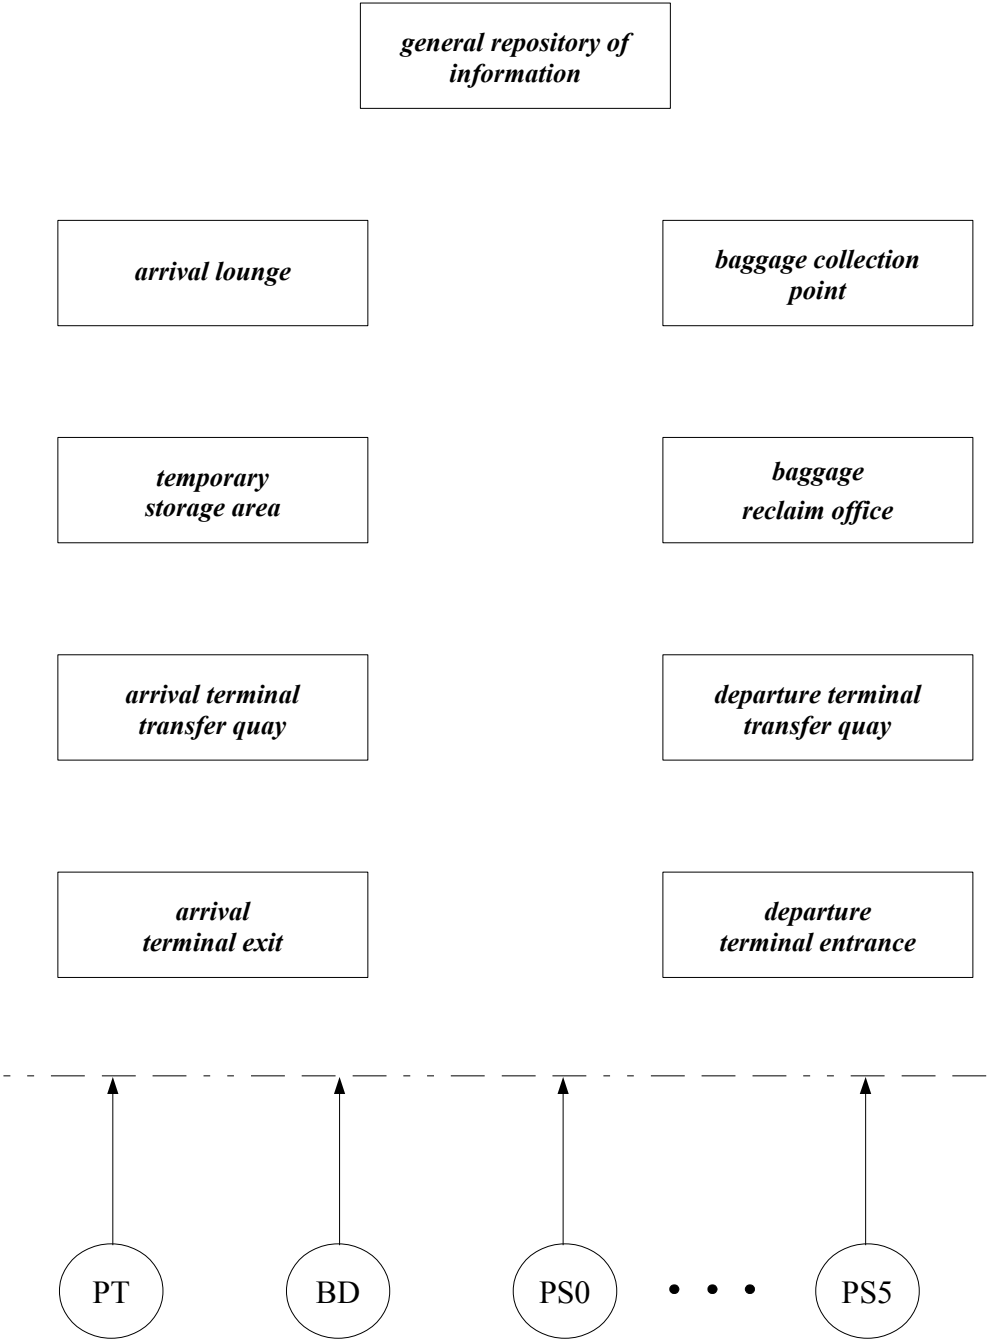 general repository of
information
arrival lounge
baggage collection
point
temporary
storage area
baggage
reclaim office
arrival terminal
transfer quay
departure terminal
transfer quay
arrival
terminal exit
departure
terminal entrance
PT
BD
PS0
• • •
PS5